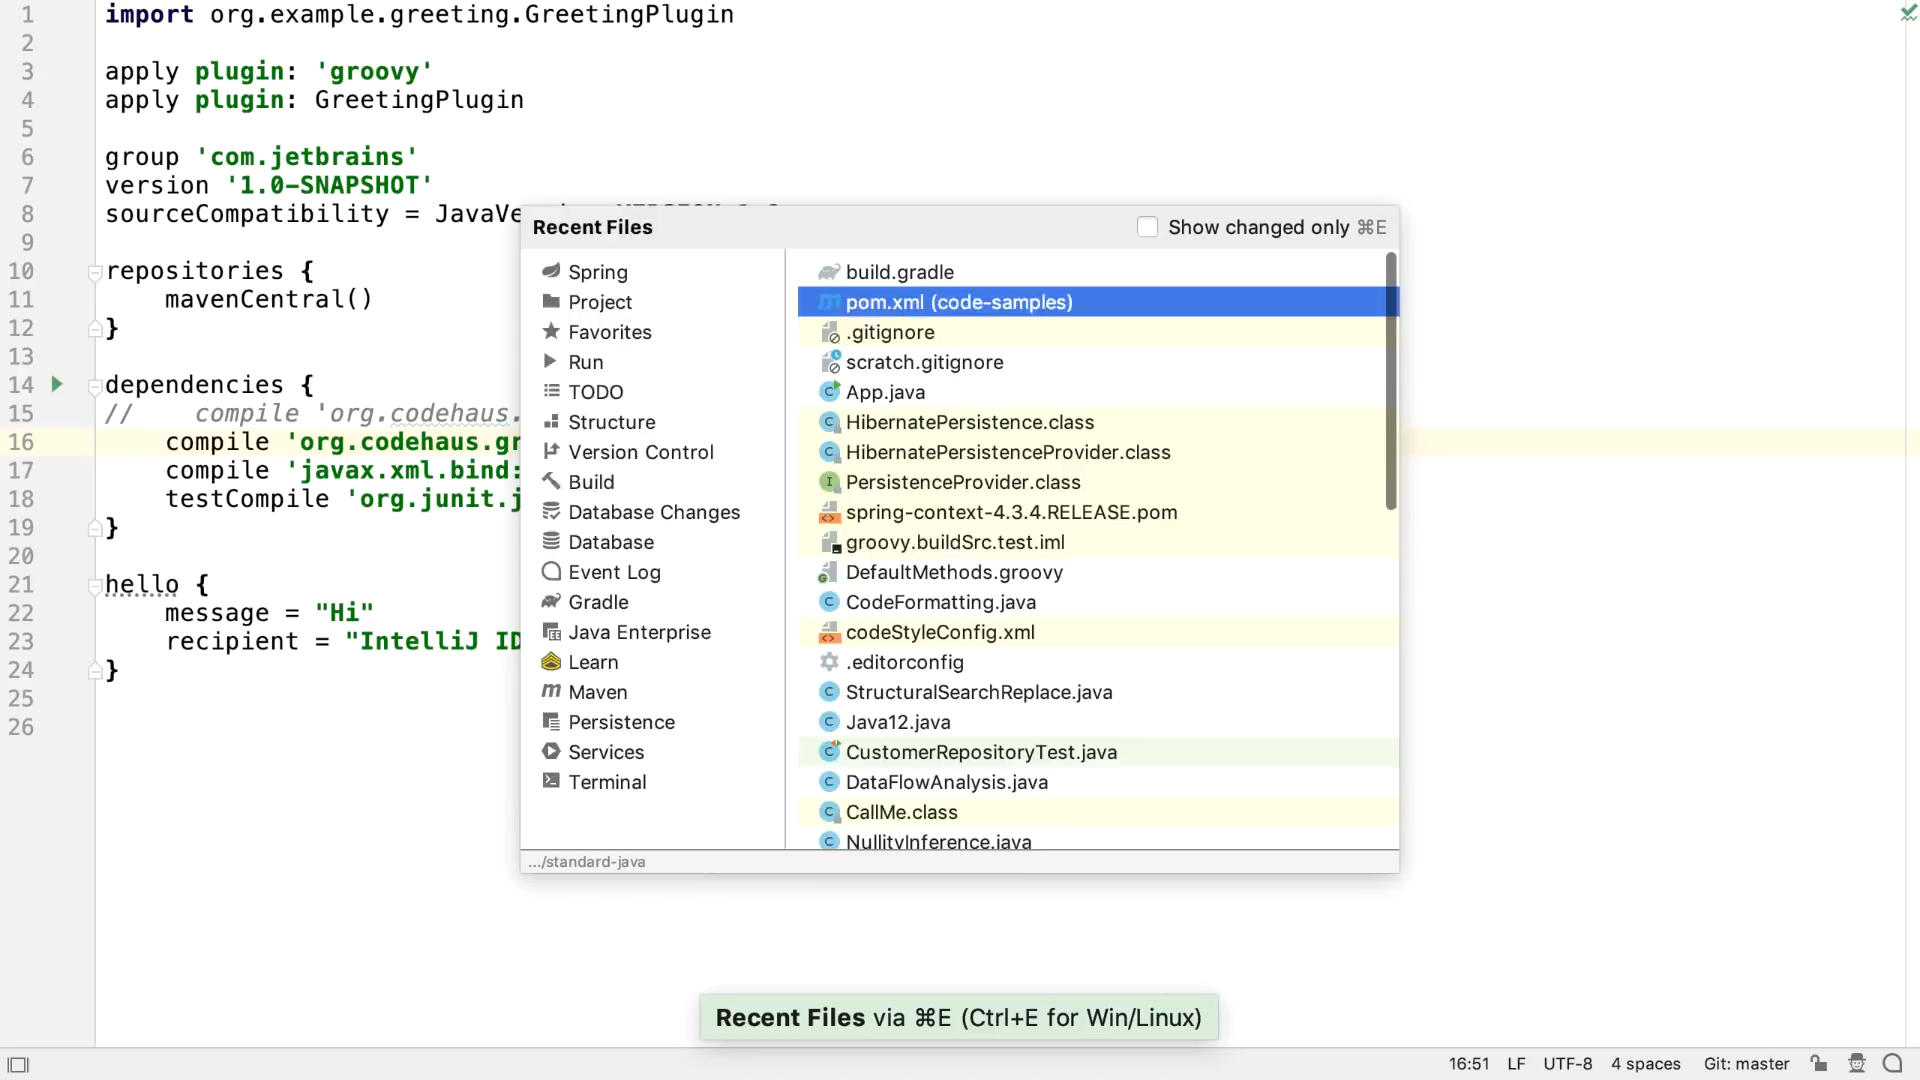 1 import org.example.greeting.GreetingPlugin
2
3 apply plugin: 'groovy'
4 apply plugin: GreetingPlugin
5
6 group 'com.jetbrains'
7 version '1.0-SNAPSHOT'
8 sourceCompatibility = JavaVe
9
10 repositories {
11 mavenCentral()
12 }
13
14 dependencies {
15 // compile 'org.codehaus.
16 compile 'org.codehaus.gr
17 compile 'javax.xml.bind:
18 testCompile 'org.junit.j
19 }
20
21 hello {
22 message = "Hi"
23 recipient = "IntelliJ ID
24 }
25
26
Recent Files
Show changed only ⌘E
Spring
Project
Favorites
Run
TODO
Structure
Version Control
Build
Database Changes
Database
Event Log
Gradle
Java Enterprise
Learn
Maven
Persistence
Services
Terminal
build.gradle
pom.xml (code-samples)
.gitignore
scratch.gitignore
App.java
HibernatePersistence.class
HibernatePersistenceProvider.class
PersistenceProvider.class
spring-context-4.3.4.RELEASE.pom
groovy.buildSrc.test.iml
DefaultMethods.groovy
CodeFormatting.java
codeStyleConfig.xml
.editorconfig
StructuralSearchReplace.java
Java12.java
CustomerRepositoryTest.java
DataFlowAnalysis.java
CallMe.class
NullityInference.java
.../standard-java
Recent Files via ⌘E (Ctrl+E for Win/Linux)
16:51 LF UTF-8 4 spaces Git: master